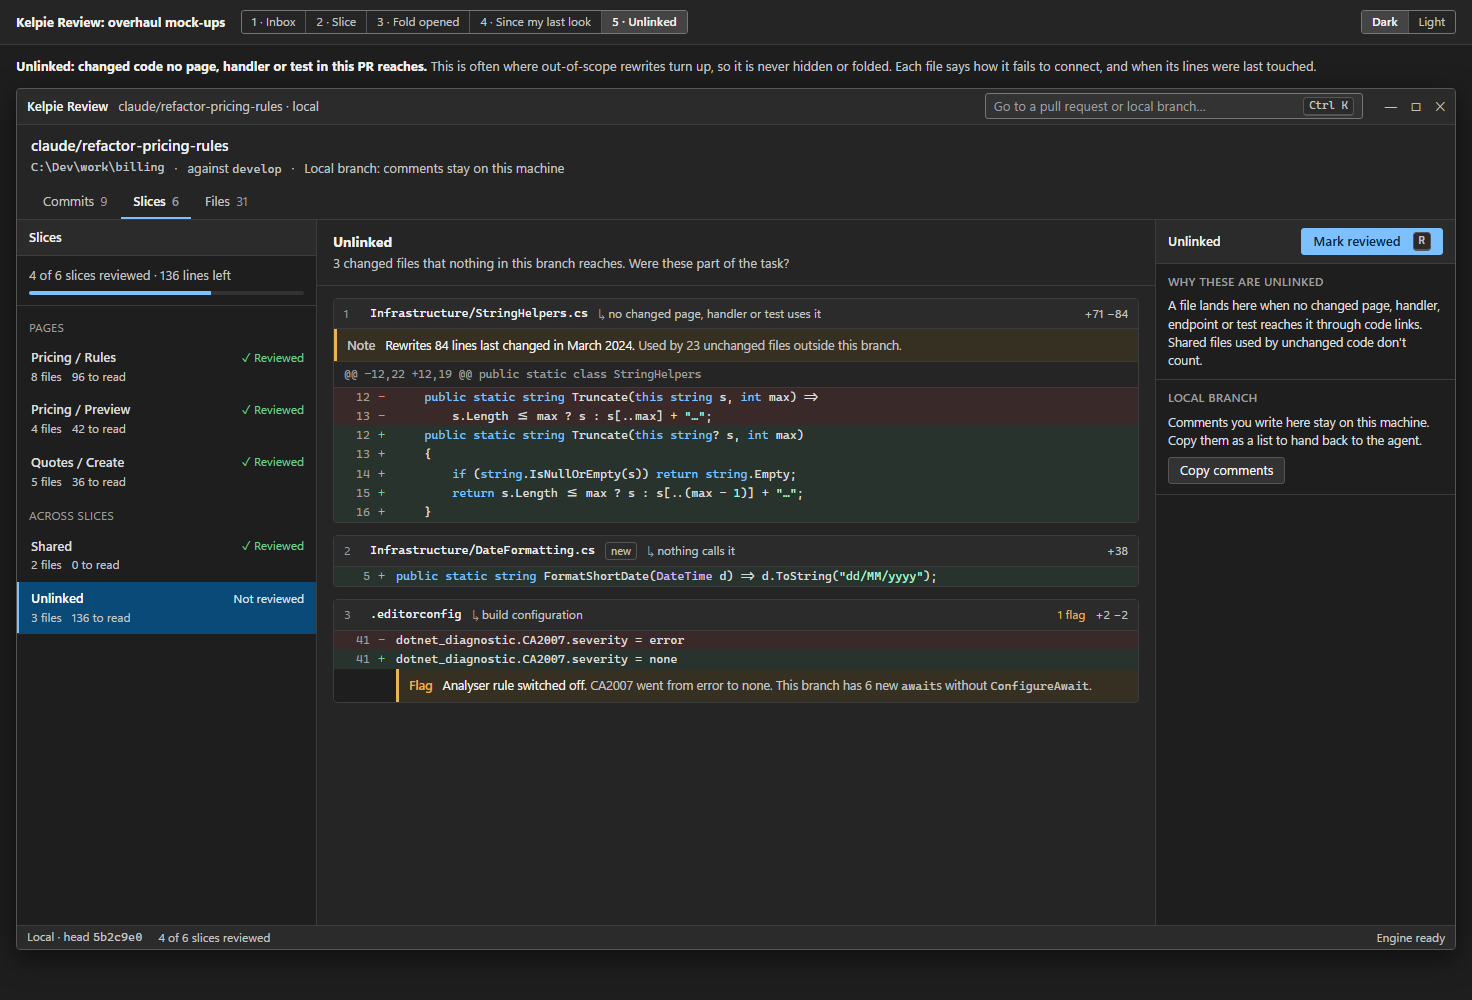 Kelpie Review: overhaul mock-ups
1 · Inbox
2 · Slice
3 · Fold opened
4 · Since my last look
5 · Unlinked
Dark
Light
Unlinked: changed code no page, handler or test in this PR reaches. This is often where out-of-scope rewrites turn up, so it is never hidden or folded. Each file says how it fails to connect, and when its lines were last touched.
Kelpie Review claude/refactor-pricing-rules · local
Go to a pull request or local branch... Ctrl K
claude/refactor-pricing-rules
C:\Dev\work\billing · against develop · Local branch: comments stay on this machine
Commits 9
Slices 6
Files 31
Slices
4 of 6 slices reviewed · 136 lines left
PAGES
Pricing / Rules ✓ Reviewed
8 files 96 to read
Pricing / Preview ✓ Reviewed
4 files 42 to read
Quotes / Create ✓ Reviewed
5 files 36 to read
ACROSS SLICES
Shared ✓ Reviewed
2 files 0 to read
Unlinked Not reviewed
3 files 136 to read
Unlinked
3 changed files that nothing in this branch reaches. Were these part of the task?
1 Infrastructure/StringHelpers.cs ↳ no changed page, handler or test uses it +71 −84
Note Rewrites 84 lines last changed in March 2024. Used by 23 unchanged files outside this branch.
@@ −12,22 +12,19 @@ public static class StringHelpers
12 − public static string Truncate(this string s, int max) =>
13 − s.Length <= max ? s : s[..max] + "…";
12 + public static string Truncate(this string? s, int max)
13 + {
14 + if (string.IsNullOrEmpty(s)) return string.Empty;
15 + return s.Length <= max ? s : s[..(max − 1)] + "…";
16 + }
2 Infrastructure/DateFormatting.cs new ↳ nothing calls it +38
5 + public static string FormatShortDate(DateTime d) => d.ToString("dd/MM/yyyy");
3 .editorconfig ↳ build configuration 1 flag +2 −2
41 − dotnet_diagnostic.CA2007.severity = error
41 + dotnet_diagnostic.CA2007.severity = none
Flag Analyser rule switched off. CA2007 went from error to none. This branch has 6 new awaits without ConfigureAwait.
Unlinked
Mark reviewed R
WHY THESE ARE UNLINKED
A file lands here when no changed page, handler,
endpoint or test reaches it through code links.
Shared files used by unchanged code don't
count.
LOCAL BRANCH
Comments you write here stay on this machine.
Copy them as a list to hand back to the agent.
Copy comments
Local · head 5b2c9e0 4 of 6 slices reviewed
Engine ready